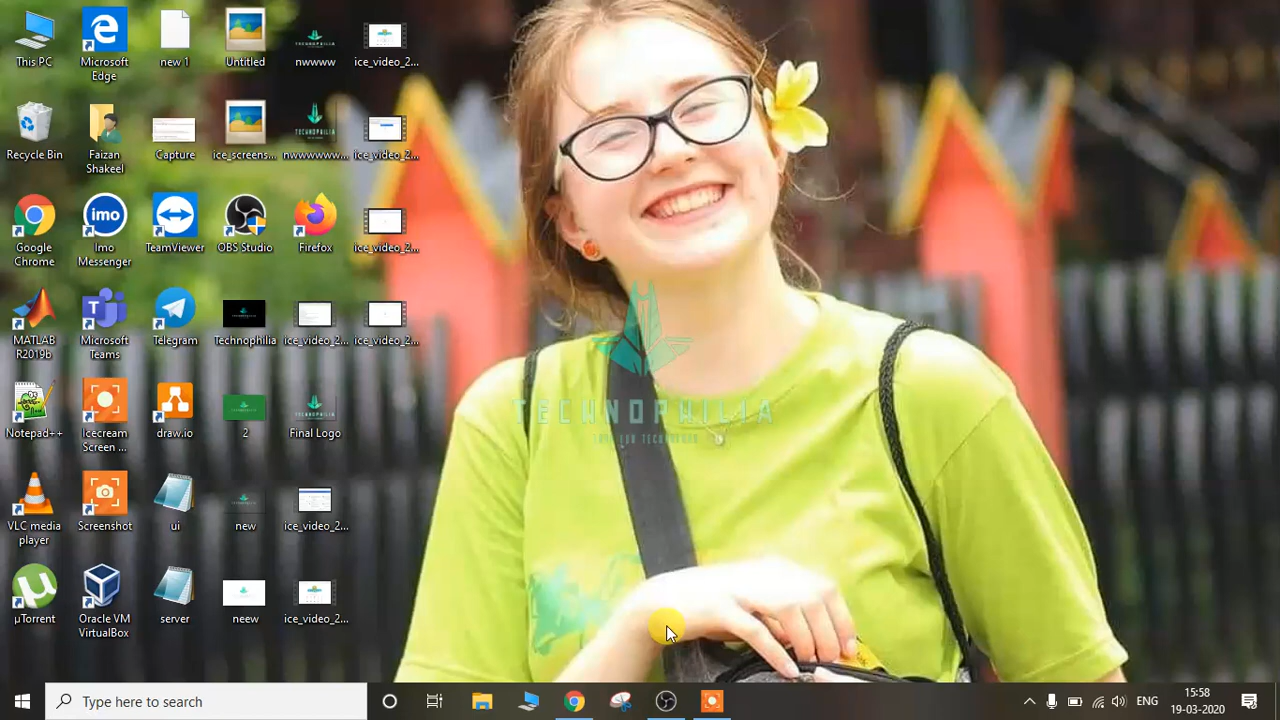 This PC
Microsoft
Edge
new 1
Untitled
nwwww
ice_video_2...
Recycle Bin
Faizan
Shakeel
Capture
ice_screens...
nwwwwww...
ice_video_2...
Google
Chrome
imo
Imo
Messenger
TeamViewer
OBS Studio
Firefox
ice_video_2...
MATLAB
R2019b
Microsoft
Teams
Telegram
Technophilia
ice_video_2...
ice_video_2...
Notepad++
Icecream
Screen ...
draw.io
2
Final Logo
TECHNOPHILIA
VLC media
player
Screenshot
ui
new
ice_video_2...
µTorrent
Oracle VM
VirtualBox
server
neew
ice_video_2...
Type here to search
ENG
15:58
19-03-2020